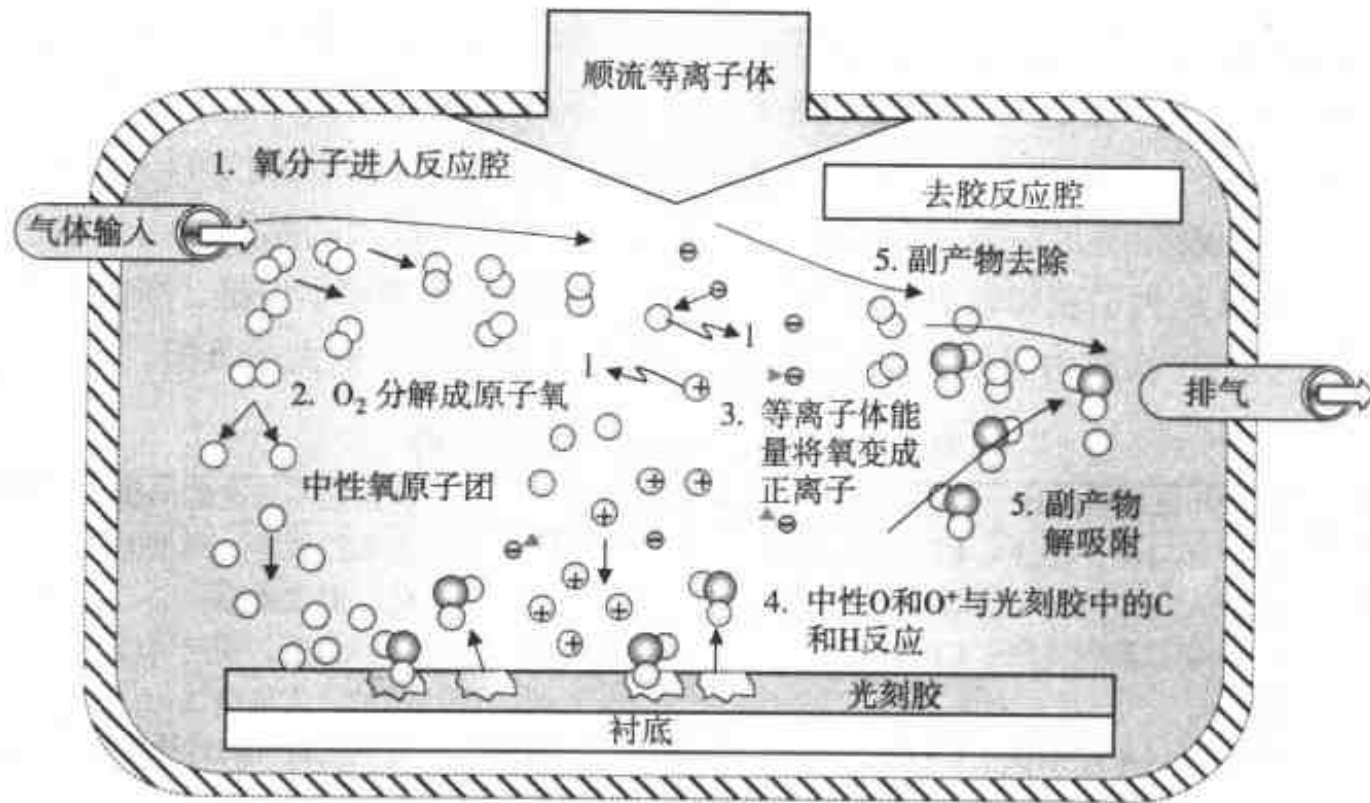 顺流等离子体
1. 氧分子进入反应腔
去胶反应腔
气体输入
5. 副产物去除
2. O₂ 分解成原子氧
3. 等离子体能
量将氧变成
正离子
排气
中性氧原子团
5. 副产物
解吸附
4. 中性O和O⁺与光刻胶中的C
和H反应
光刻胶
衬底